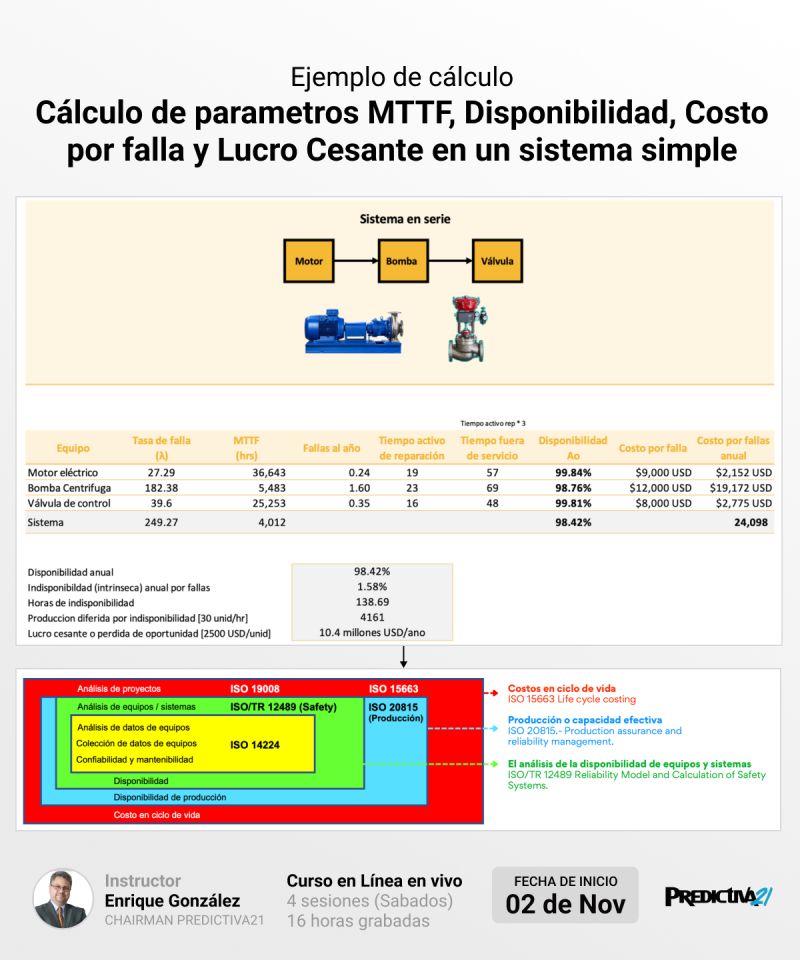 Ejemplo de cálculo
Cálculo de parametros MTTF, Disponibilidad, Costo
por falla y Lucro Cesante en un sistema simple
Sistema en serie
Motor Bomba Válvula
Tiempo activo rep * 3
Equipo Tasa de falla (λ) MTTF (hrs) Fallas al año Tiempo activo de reparación Tiempo fuera de servicio Disponibilidad Ao Costo por falla Costo por fallas anual
Motor eléctrico 27.29 36,643 0.24 19 57 99.84% $9,000 USD $2,152 USD
Bomba Centrifuga 182.38 5,483 1.60 23 69 98.76% $12,000 USD $19,172 USD
Válvula de control 39.6 25,253 0.35 16 48 99.81% $8,000 USD $2,775 USD
Sistema 249.27 4,012 98.42% 24,098
Disponibilidad anual 98.42%
Indisponibildad (intrinseca) anual por fallas 1.58%
Horas de indisponibilidad 138.69
Produccion diferida por indisponibilidad [30 unid/hr] 4161
Lucro cesante o perdida de oportunidad [2500 USD/unid] 10.4 millones USD/ano
Análisis de proyectos ISO 19008 ISO 15663
Análisis de equipos / sistemas ISO/TR 12489 (Safety) ISO 20815
(Producción)
Análisis de datos de equipos
Colección de datos de equipos ISO 14224
Confiabilidad y mantenibilidad
Disponibilidad
Disponibilidad de producción
Costo en ciclo de vida
Costos en ciclo de vida
ISO 15663 Life cycle costing
Producción o capacidad efectiva
ISO 20815.- Production assurance and
reliability management.
El análisis de la disponibilidad de equipos y sistemas
ISO/TR 12489 Reliability Model and Calculation of Safety
Systems.
Instructor
Enrique González
CHAIRMAN PREDICTIVA21
Curso en Línea en vivo
4 sesiones (Sabados)
16 horas grabadas
FECHA DE INICIO
02 de Nov
PREDICTIVA21